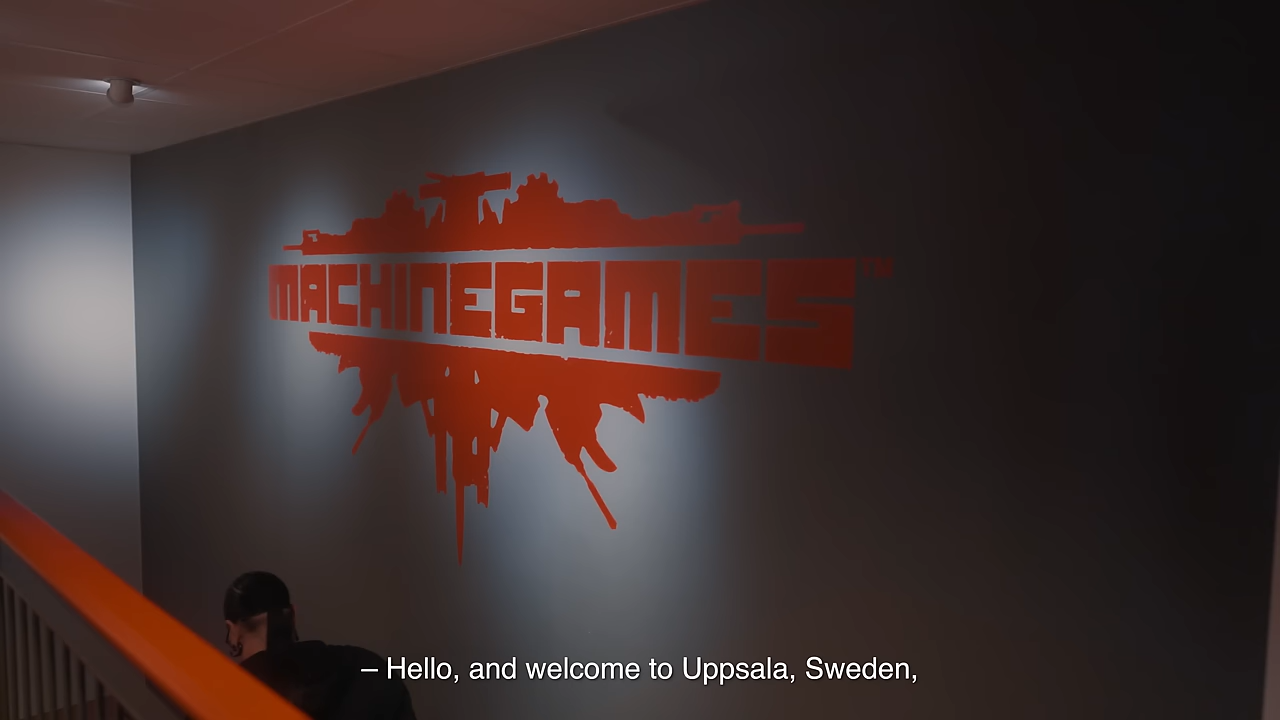 MACHINEGAMES™
– Hello, and welcome to Uppsala, Sweden,